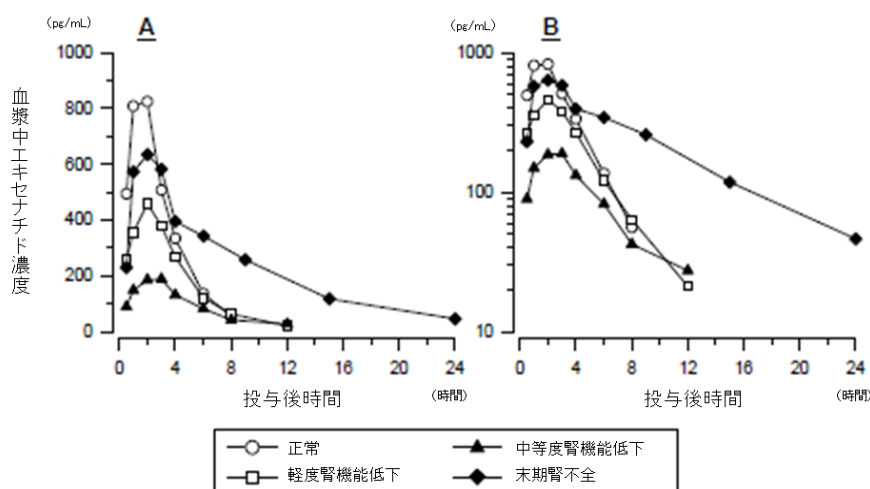 (pg/mL)
A
1000
800
600
400
200
0
0 4 8 12 16 20 24
投与後時間
(時間)
血漿中エキセナチド濃度
(pg/mL)
B
1000
100
10
0 4 8 12 16 20 24
投与後時間
(時間)
正常
中等度腎機能低下
軽度腎機能低下
末期腎不全